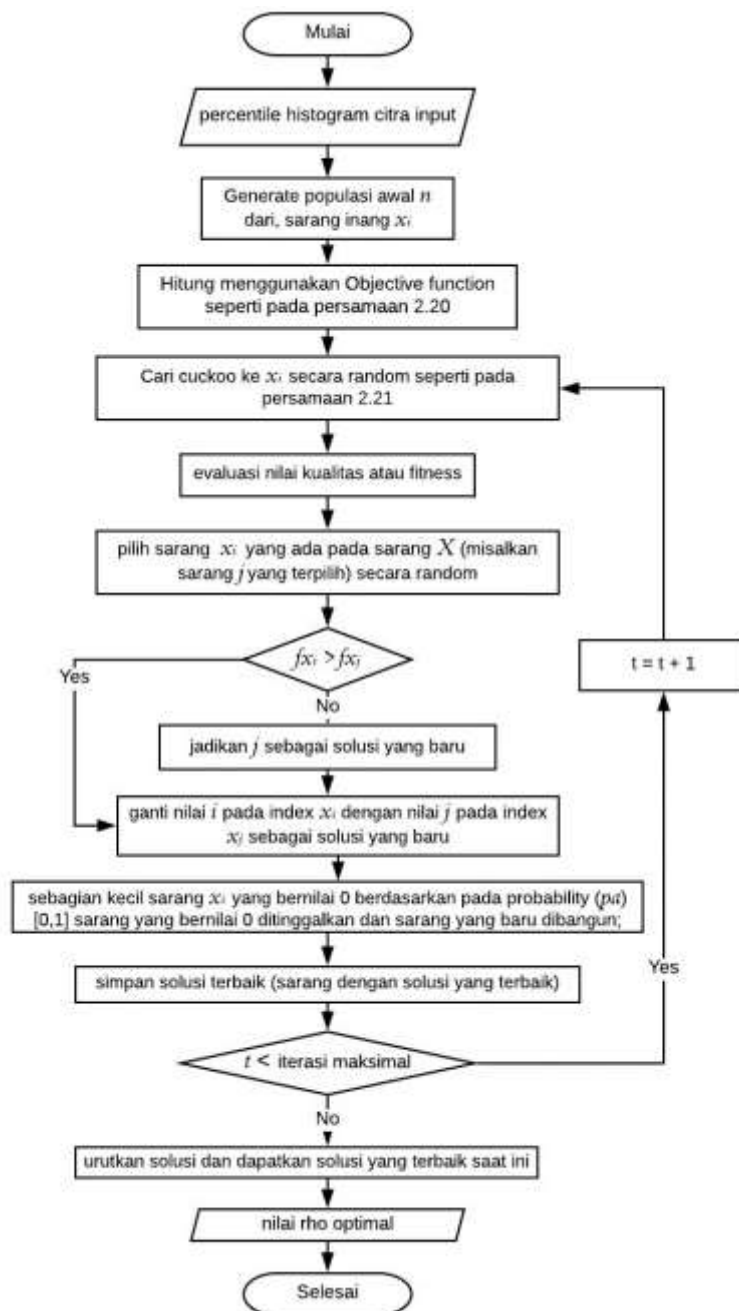 Mulai
percentile histogram citra input
Generate populasi awal n
dari, sarang inang xᵢ
Hitung menggunakan Objective function
seperti pada persamaan 2.20
Cari cuckoo ke xᵢ secara random seperti pada
persamaan 2.21
evaluasi nilai kualitas atau fitness
pilih sarang xᵢ yang ada pada sarang X (misalkan
sarang j yang terpilih) secara random
fxᵢ > fxⱼ
Yes
No
t = t + 1
jadikan j sebagai solusi yang baru
ganti nilai i pada index xᵢ dengan nilai j pada index
xⱼ sebagai solusi yang baru
sebagian kecil sarang xᵢ yang bernilai 0 berdasarkan pada probability (pa)
[0,1] sarang yang bernilai 0 ditinggalkan dan sarang yang baru dibangun;
simpan solusi terbaik (sarang dengan solusi yang terbaik)
Yes
t < iterasi maksimal
No
urutkan solusi dan dapatkan solusi yang terbaik saat ini
nilai rho optimal
Selesai